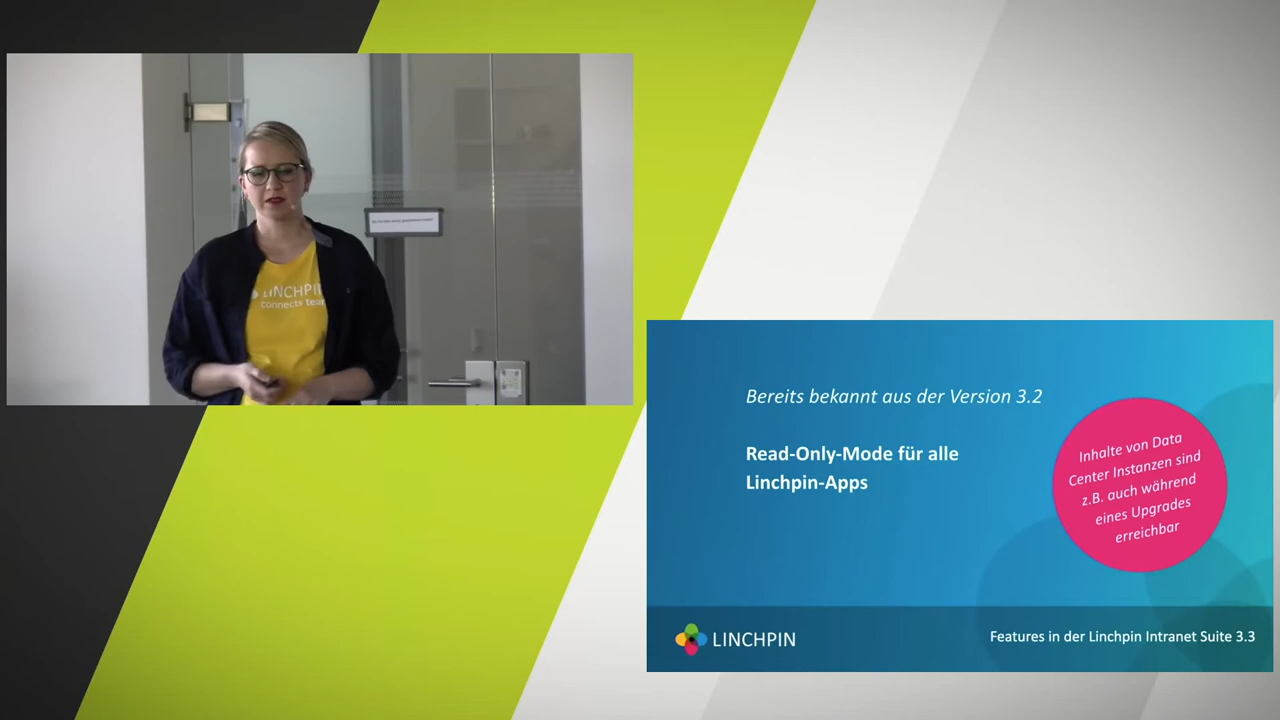 LINCHPIN
connects tea
Bereits bekannt aus der Version 3.2
Read-Only-Mode für alle
Linchpin-Apps
Inhalte von Data
Center Instanzen sind
z.B. auch während
eines Upgrades
erreichbar
LINCHPIN
Features in der Linchpin Intranet Suite 3.3